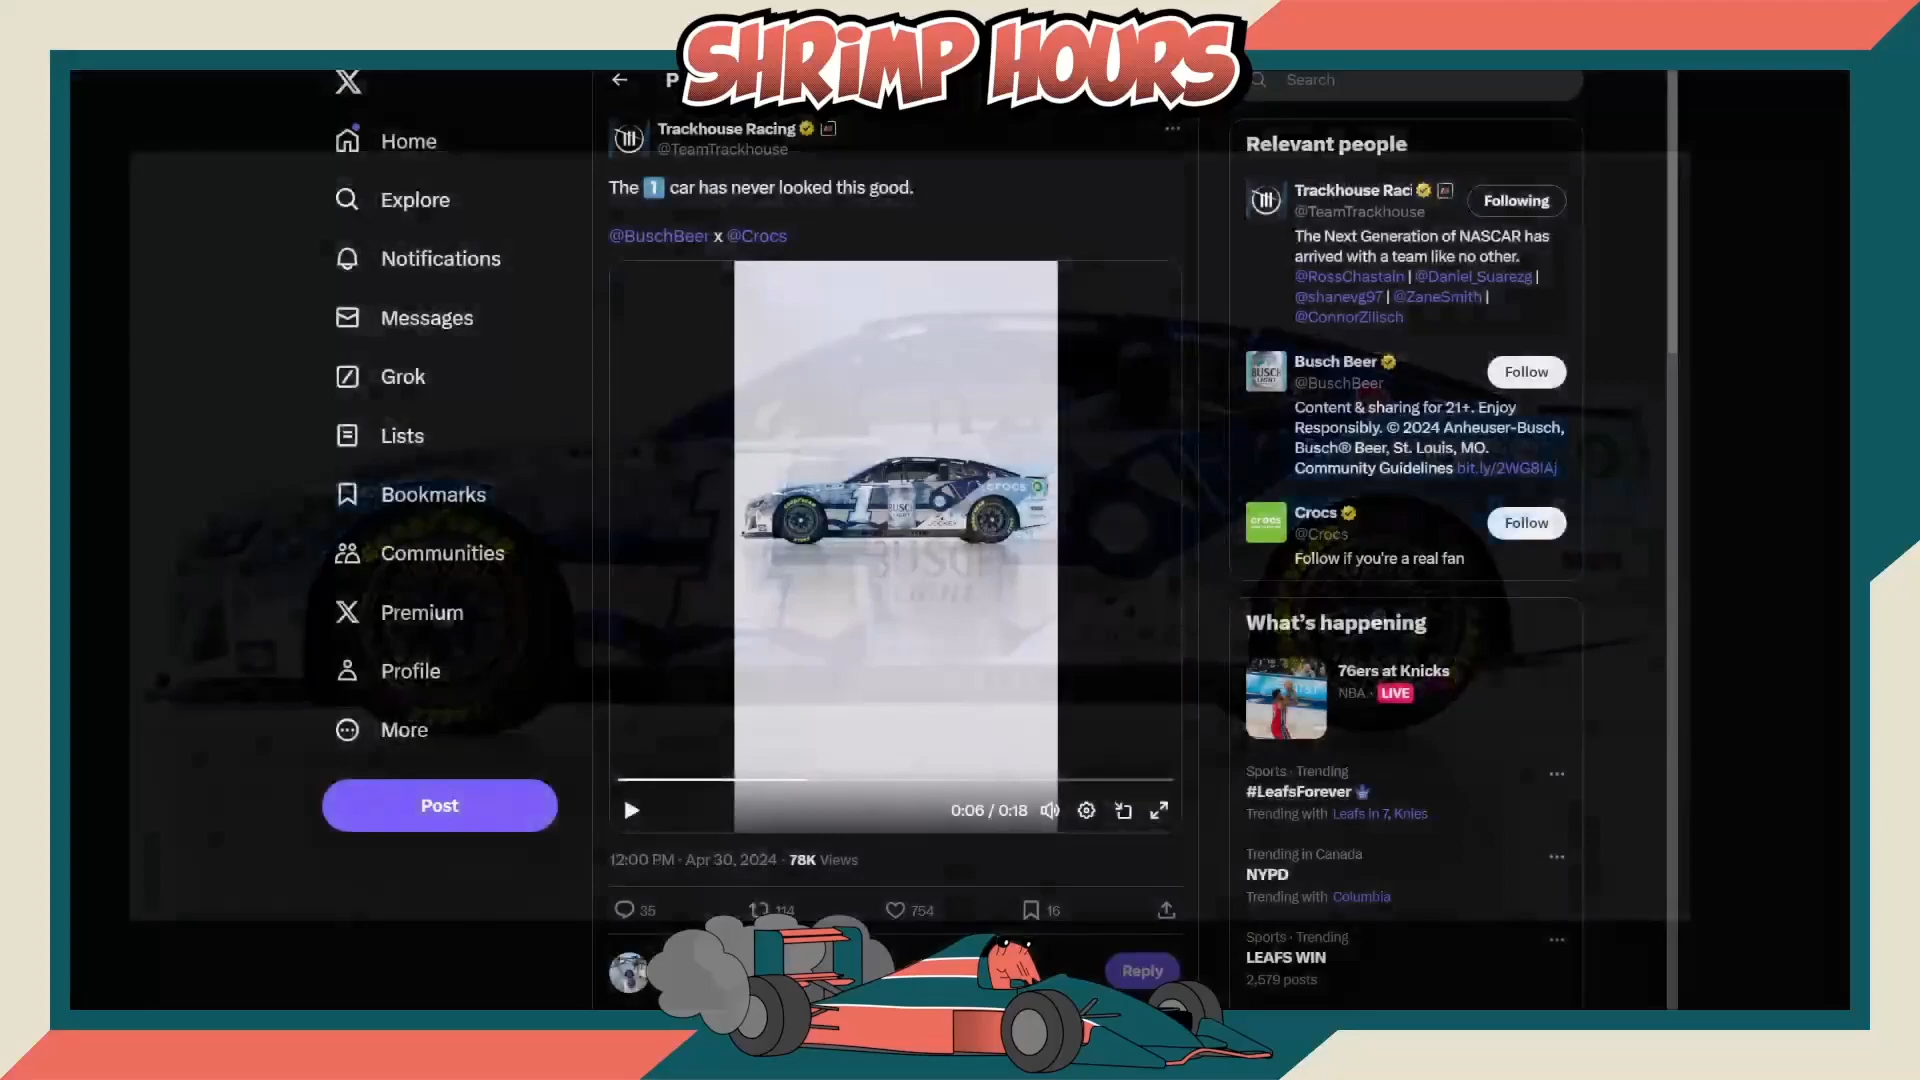 SHRIMP HOURS
Home
Explore
Notifications
Messages
Grok
Lists
Bookmarks
Communities
Premium
Profile
More
Post
P
Trackhouse Racing
@TeamTrackhouse
The 1 car has never looked this good.
@BuschBeer x @Crocs
crocs
BUSCH
LIGHT
0:06 / 0:18
12:00 PM · Apr 30, 2024 · 78K Views
35
114
754
16
Reply
Search
Relevant people
Trackhouse Raci
@TeamTrackhouse
Following
The Next Generation of NASCAR has
arrived with a team like no other.
@RossChastain | @Daniel_Suarezg |
@shanevg97 | @ZaneSmith |
@ConnorZilisch
Busch Beer
@BuschBeer
Follow
Content & sharing for 21+. Enjoy
Responsibly. © 2024 Anheuser-Busch,
Busch® Beer, St. Louis, MO.
Community Guidelines bit.ly/2WG8IAj
Crocs
@Crocs
Follow
Follow if you're a real fan
What's happening
76ers at Knicks
NBA · LIVE
Sports · Trending
#LeafsForever
Trending with Leafs in 7, Knies
Trending in Canada
NYPD
Trending with Columbia
Sports · Trending
LEAFS WIN
2,579 posts